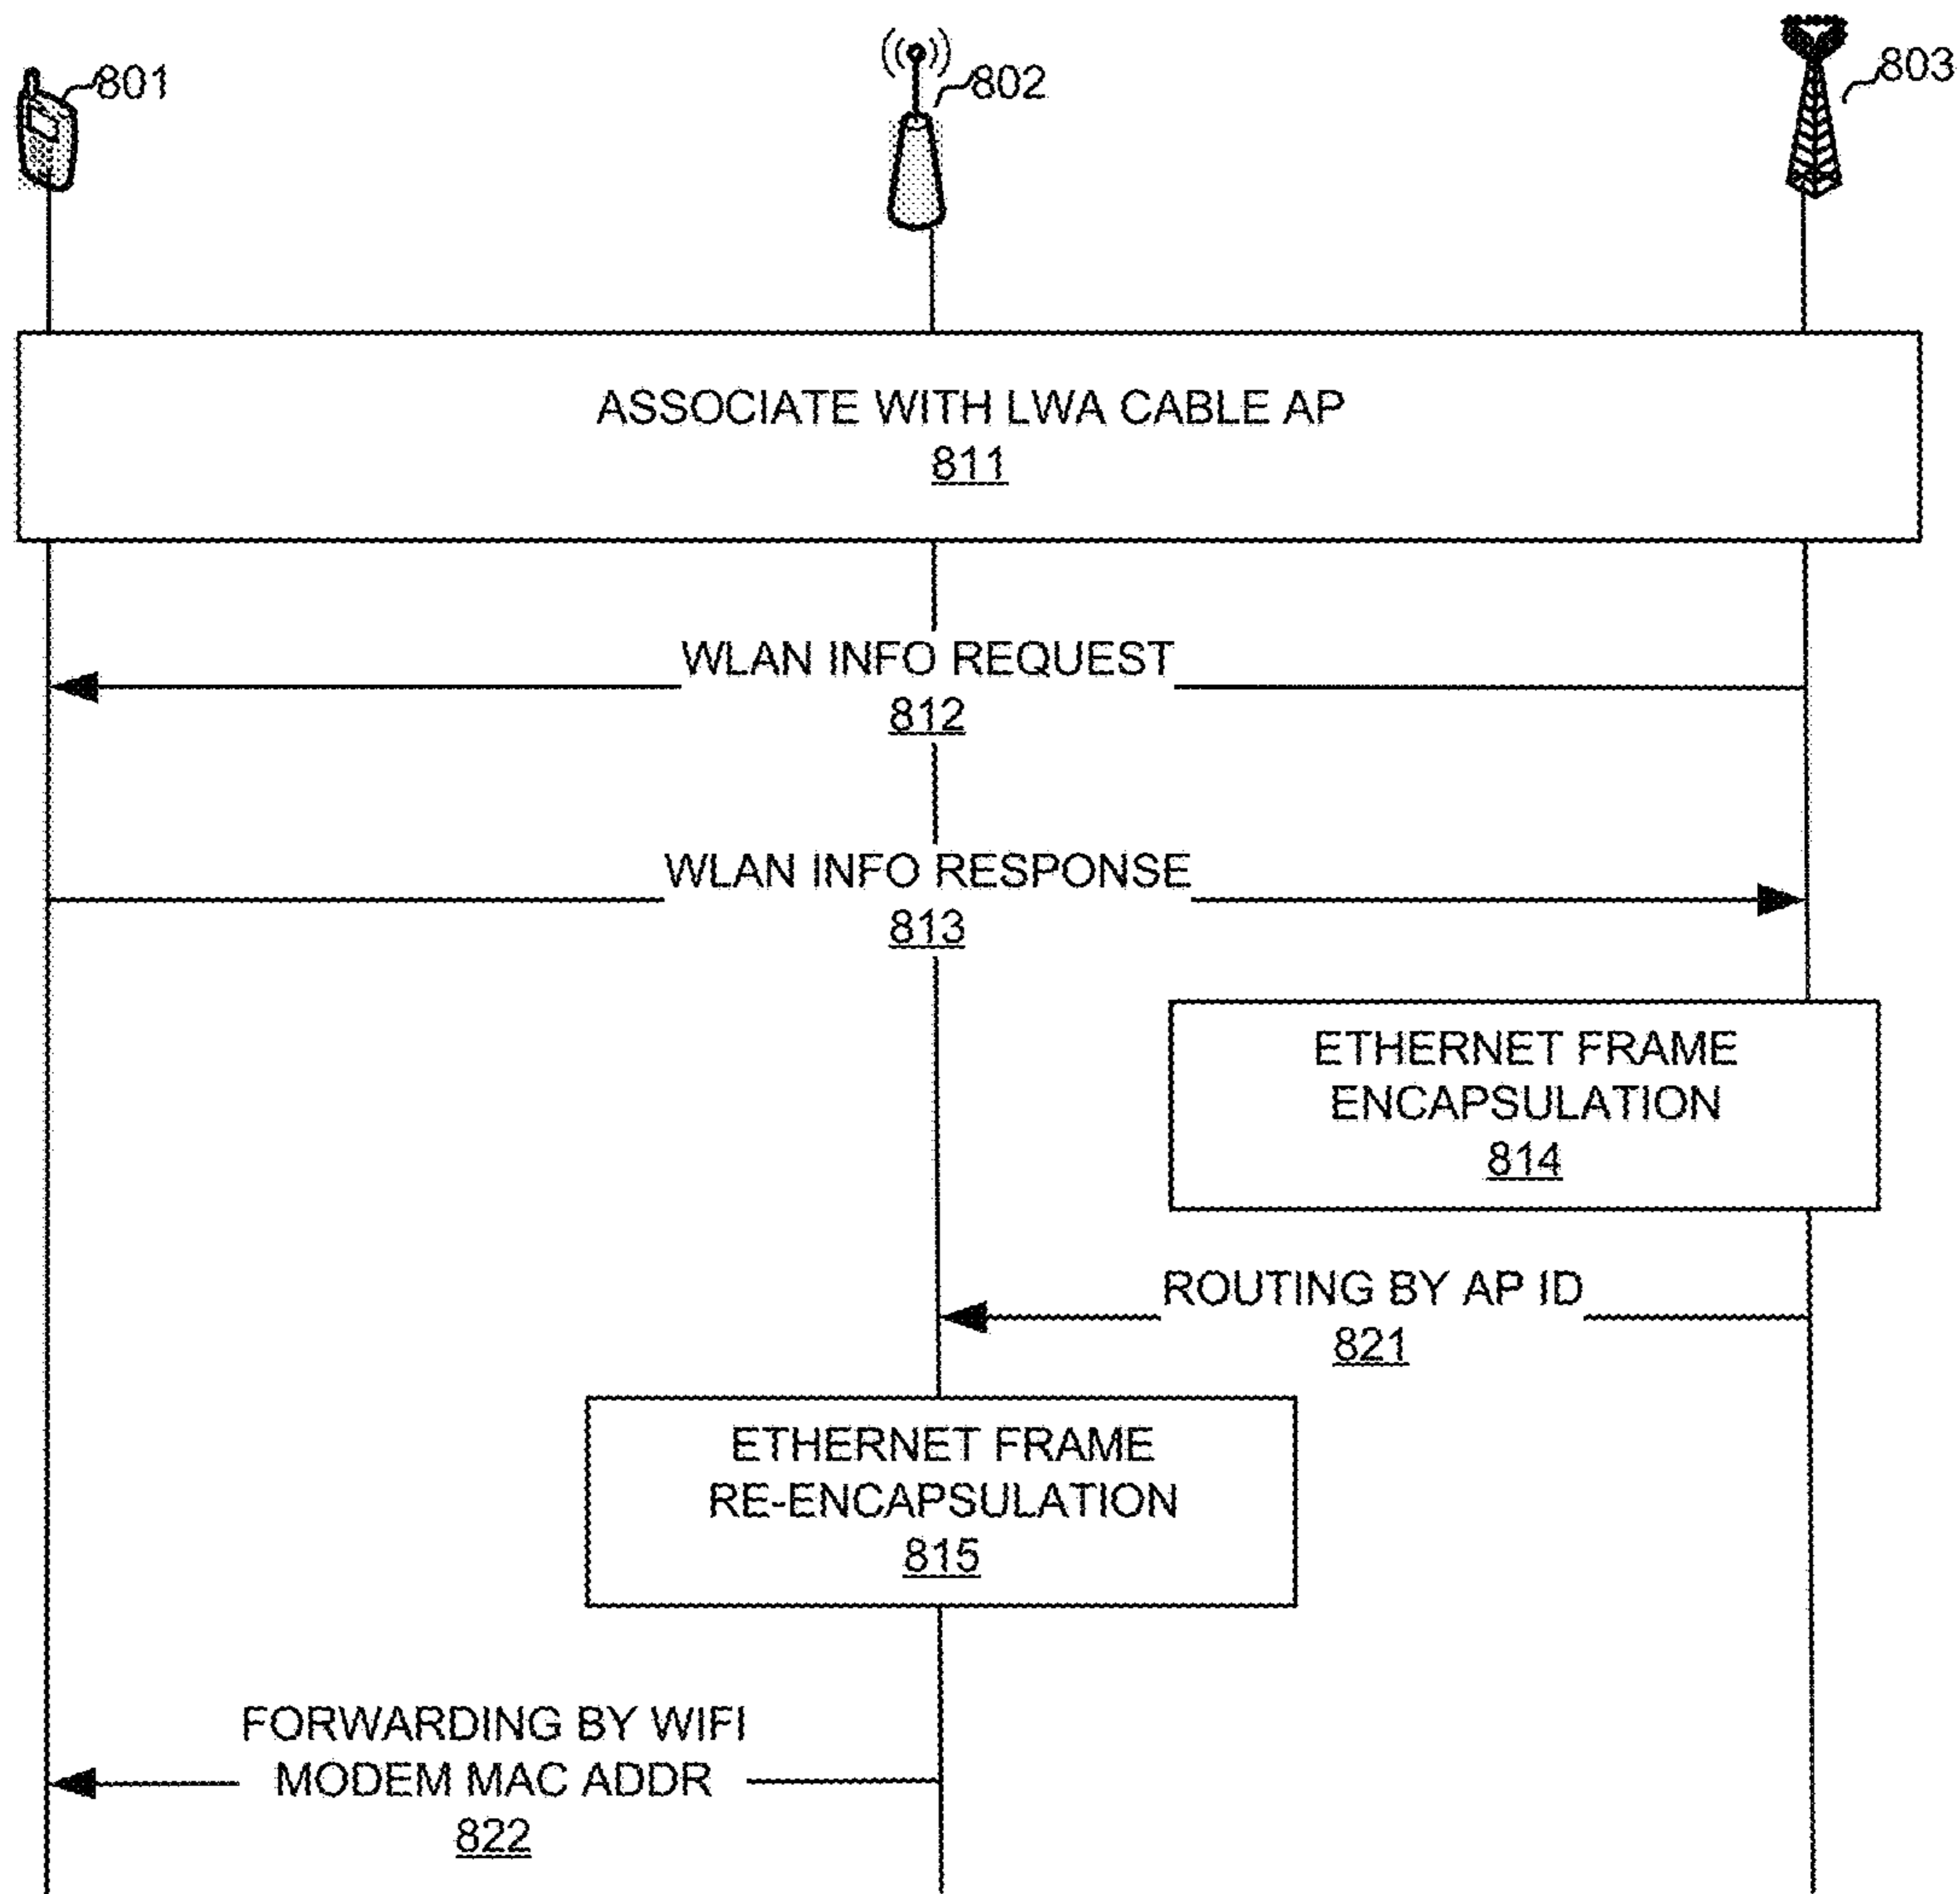 801
802
803
ASSOCIATE WITH LWA CABLE AP
811
WLAN INFO REQUEST
812
WLAN INFO RESPONSE
813
ETHERNET FRAME
ENCAPSULATION
814
ROUTING BY AP ID
821
ETHERNET FRAME
RE-ENCAPSULATION
815
FORWARDING BY WIFI
MODEM MAC ADDR
822